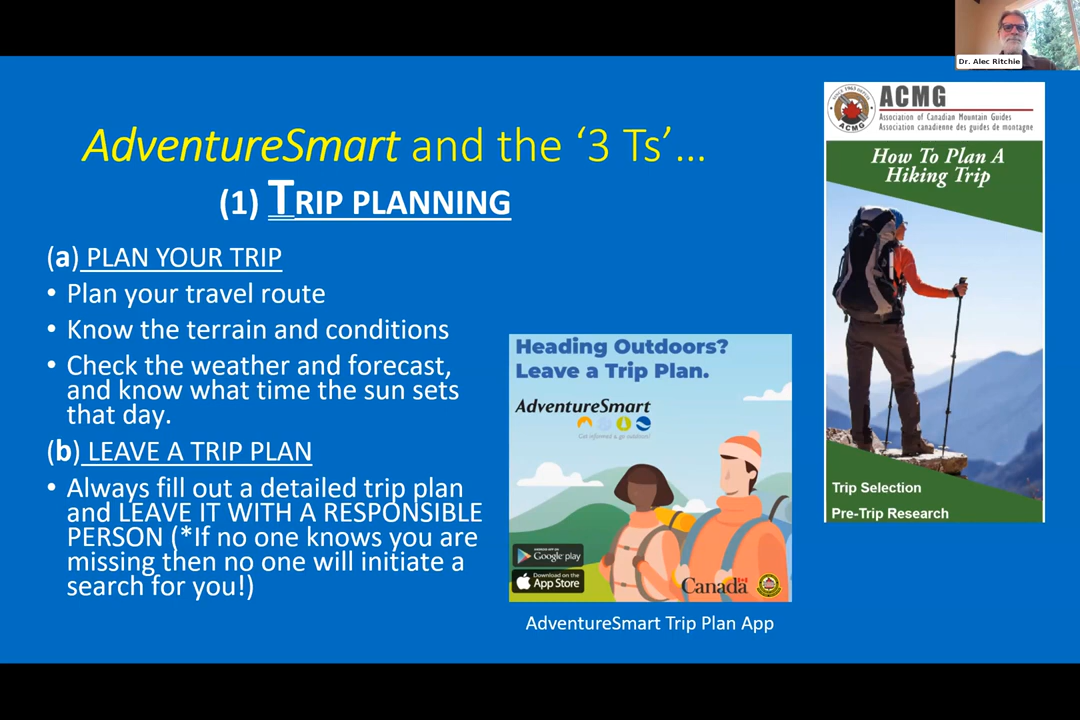 Dr. Alec Ritchie
AdventureSmart and the ‘3 Ts’...
(1) TRIP PLANNING
(a) PLAN YOUR TRIP
• Plan your travel route
• Know the terrain and conditions
• Check the weather and forecast,
and know what time the sun sets
that day.
(b) LEAVE A TRIP PLAN
• Always fill out a detailed trip plan
and LEAVE IT WITH A RESPONSIBLE
PERSON (*If no one knows you are
missing then no one will initiate a
search for you!)
Heading Outdoors?
Leave a Trip Plan.
AdventureSmart
Get informed & go outdoors!
Google play
Download on the
App Store
Canada
AdventureSmart Trip Plan App
ACMG
Association of Canadian Mountain Guides
Association canadienne des guides de montagne
ACMG
How To Plan A
Hiking Trip
Trip Selection
Pre-Trip Research